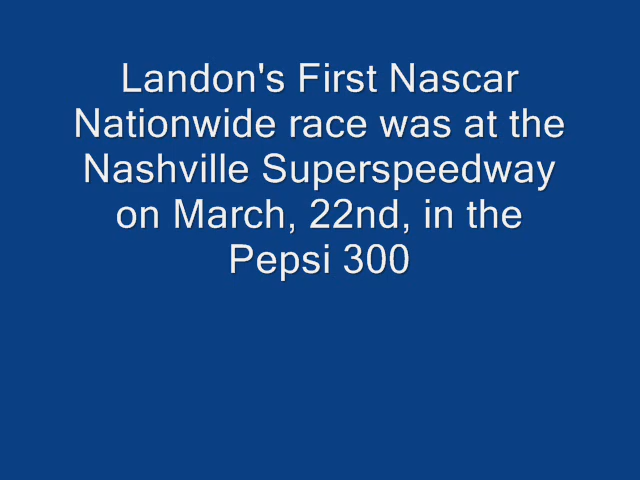 Landon's First Nascar
Nationwide race was at the
Nashville Superspeedway
on March, 22nd, in the
Pepsi 300